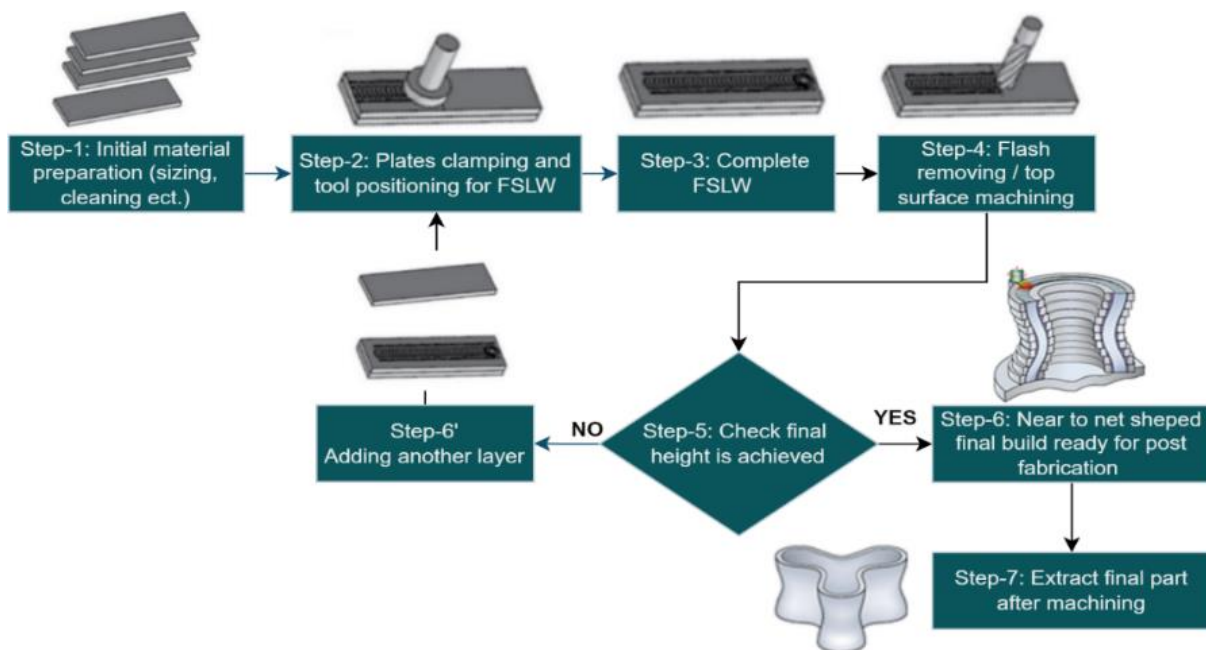 Step-1: Initial material
preparation (sizing,
cleaning ect.)
Step-2: Plates clamping and
tool positioning for FSLW
Step-3: Complete
FSLW
Step-4: Flash
removing / top
surface machining
Step-5: Check final
height is achieved
NO
YES
Step-6'
Adding another layer
Step-6: Near to net sheped
final build ready for post
fabrication
Step-7: Extract final part
after machining